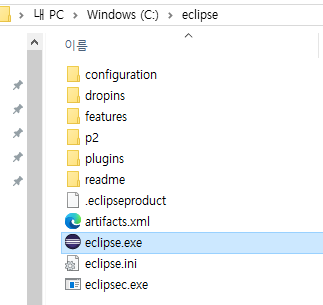 내 PC > Windows (C:) > eclipse
이름
configuration
dropins
features
p2
plugins
readme
.eclipseproduct
artifacts.xml
eclipse.exe
eclipse.ini
eclipsec.exe